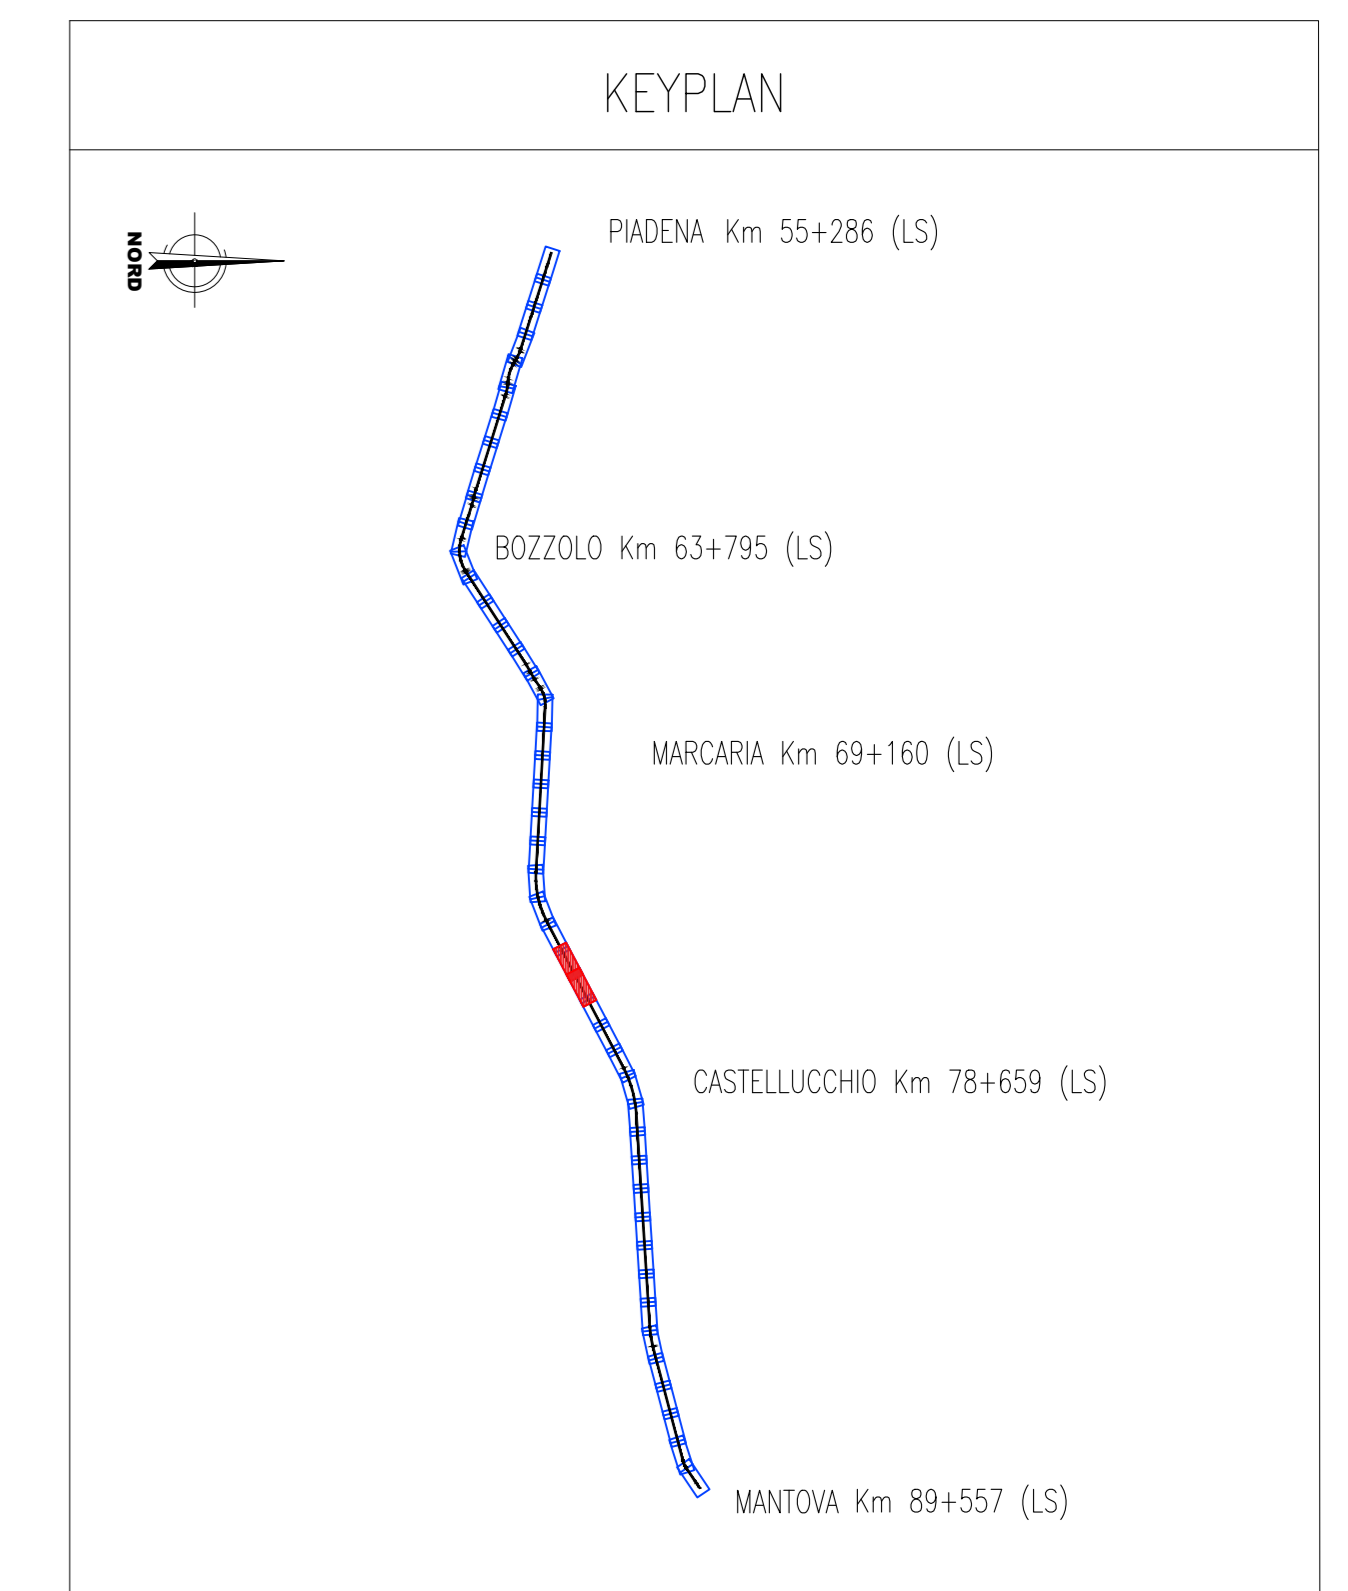 KEYPLAN
NORD
PIADENA Km 55+286 (LS)
BOZZOLO Km 63+795 (LS)
MARCARIA Km 69+160 (LS)
CASTELLUCCHIO Km 78+659 (LS)
MANTOVA Km 89+557 (LS)